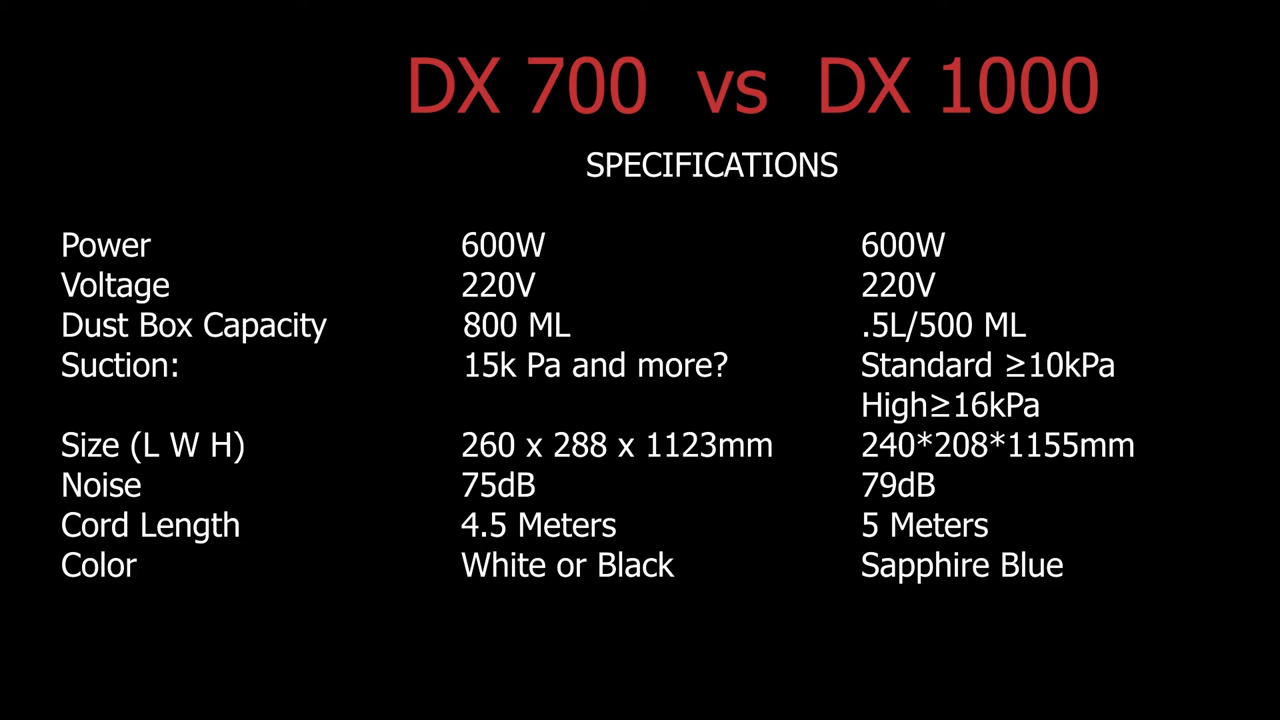 DX 700 vs DX 1000
SPECIFICATIONS
Power 600W 600W
Voltage 220V 220V
Dust Box Capacity 800 ML .5L/500 ML
Suction: 15k Pa and more? Standard ≥10kPa
High≥16kPa
Size (L W H) 260 x 288 x 1123mm 240*208*1155mm
Noise 75dB 79dB
Cord Length 4.5 Meters 5 Meters
Color White or Black Sapphire Blue